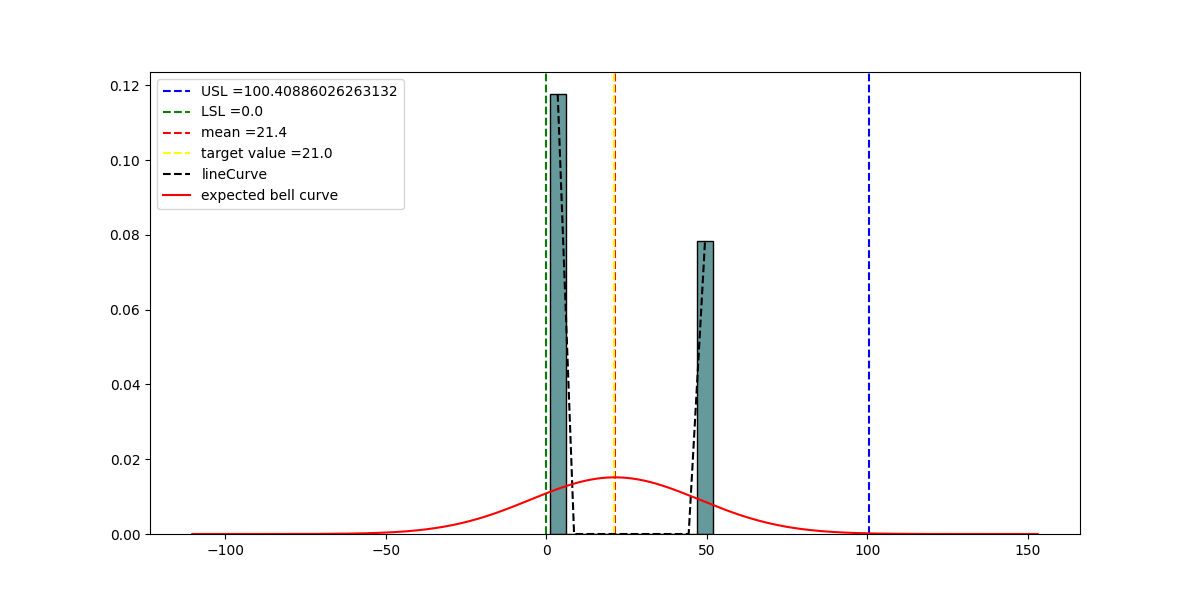 USL =100.40886026263132
LSL =0.0
mean =21.4
target value =21.0
lineCurve
expected bell curve
0.12
0.10
0.08
0.06
0.04
0.02
0.00
−100
−50
0
50
100
150